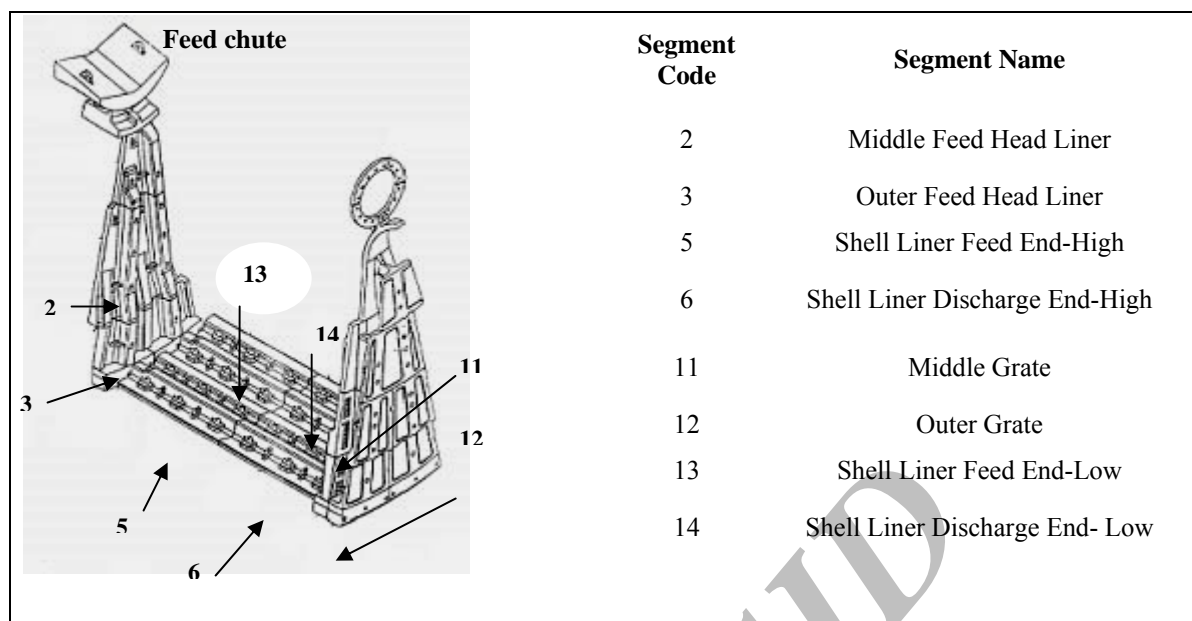 Feed chute
13
2
14
11
3
12
5
6
Segment Code Segment Name
2 Middle Feed Head Liner
3 Outer Feed Head Liner
5 Shell Liner Feed End-High
6 Shell Liner Discharge End-High
11 Middle Grate
12 Outer Grate
13 Shell Liner Feed End-Low
14 Shell Liner Discharge End- Low